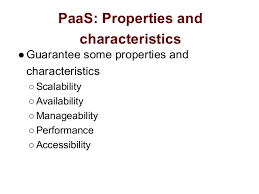 PaaS: Properties and
characteristics
● Guarantee some properties and
characteristics
○ Scalability
○ Availability
○ Manageability
○ Performance
○ Accessibility